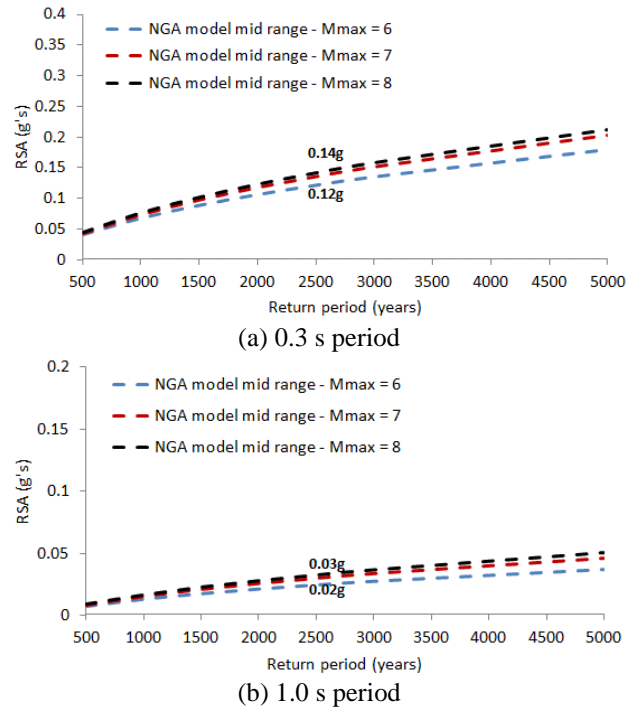 0.4
0.35
0.3
0.25
0.2
0.15
0.1
0.05
0
RSA (g's)
NGA model mid range - Mmax = 6
NGA model mid range - Mmax = 7
NGA model mid range - Mmax = 8
0.14g
0.12g
500 1000 1500 2000 2500 3000 3500 4000 4500 5000
Return period (years)
(a) 0.3 s period
0.2
0.15
0.1
0.05
0
RSA (g's)
NGA model mid range - Mmax = 6
NGA model mid range - Mmax = 7
NGA model mid range - Mmax = 8
0.03g
0.02g
500 1000 1500 2000 2500 3000 3500 4000 4500 5000
Return period (years)
(b) 1.0 s period